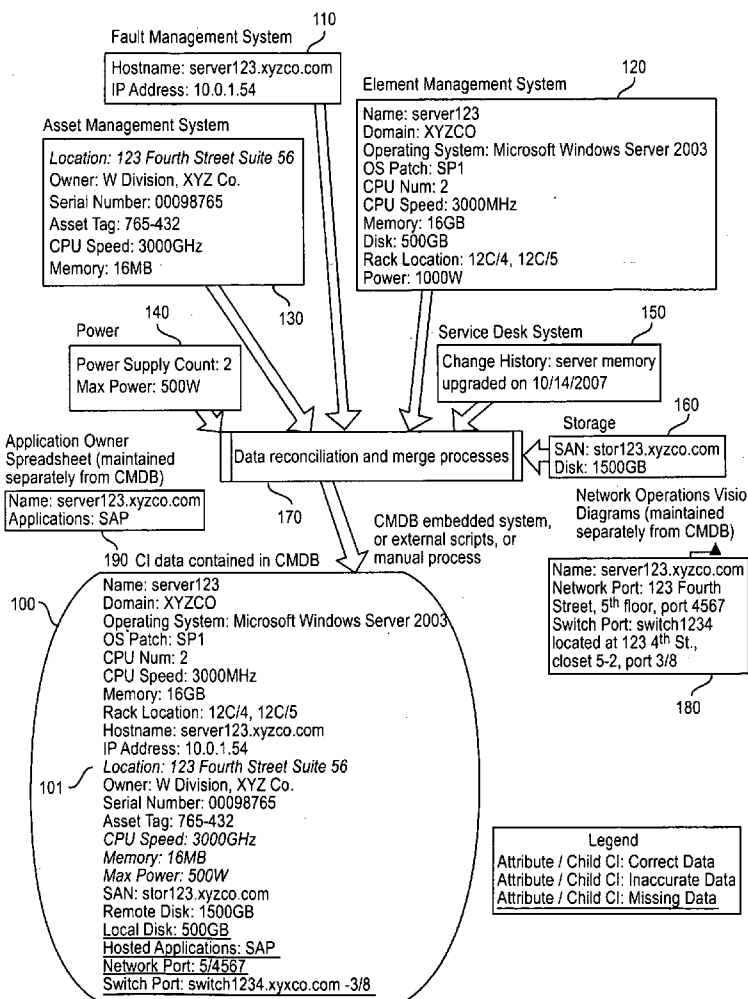 110
Fault Management System
Hostname: server123.xyzco.com
IP Address: 10.0.1.54
120
Element Management System
Name: server123
Domain: XYZCO
Operating System: Microsoft Windows Server 2003
OS Patch: SP1
CPU Num: 2
CPU Speed: 3000MHz
Memory: 16GB
Disk: 500GB
Rack Location: 12C/4, 12C/5
Power: 1000W
Asset Management System
Location: 123 Fourth Street Suite 56
Owner: W Division, XYZ Co.
Serial Number: 00098765
Asset Tag: 765-432
CPU Speed: 3000GHz
Memory: 16MB
130
140
Power
Power Supply Count: 2
Max Power: 500W
150
Service Desk System
Change History: server memory
upgraded on 10/14/2007
160
Storage
SAN: stor123.xyzco.com
Disk: 1500GB
Data reconciliation and merge processes
170
Application Owner
Spreadsheet (maintained
separately from CMDB)
Name: server123.xyzco.com
Applications: SAP
190
CMDB embedded system,
or external scripts, or
manual process
Network Operations Visio
Diagrams (maintained
separately from CMDB)
Name: server123.xyzco.com
Network Port: 123 Fourth
Street, 5th floor, port 4567
Switch Port: switch1234
located at 123 4th St.,
closet 5-2, port 3/8
180
CI data contained in CMDB
100
Name: server123
Domain: XYZCO
Operating System: Microsoft Windows Server 2003
OS Patch: SP1
CPU Num: 2
CPU Speed: 3000MHz
Memory: 16GB
Rack Location: 12C/4, 12C/5
Hostname: server123.xyzco.com
IP Address: 10.0.1.54
101
Location: 123 Fourth Street Suite 56
Owner: W Division, XYZ Co.
Serial Number: 00098765
Asset Tag: 765-432
CPU Speed: 3000GHz
Memory: 16MB
Max Power: 500W
SAN: stor123.xyzco.com
Remote Disk: 1500GB
Local Disk: 500GB
Hosted Applications: SAP
Network Port: 5/4567
Switch Port: switch1234.xyxco.com -3/8
Legend
Attribute / Child CI: Correct Data
Attribute / Child CI: Inaccurate Data
Attribute / Child CI: Missing Data